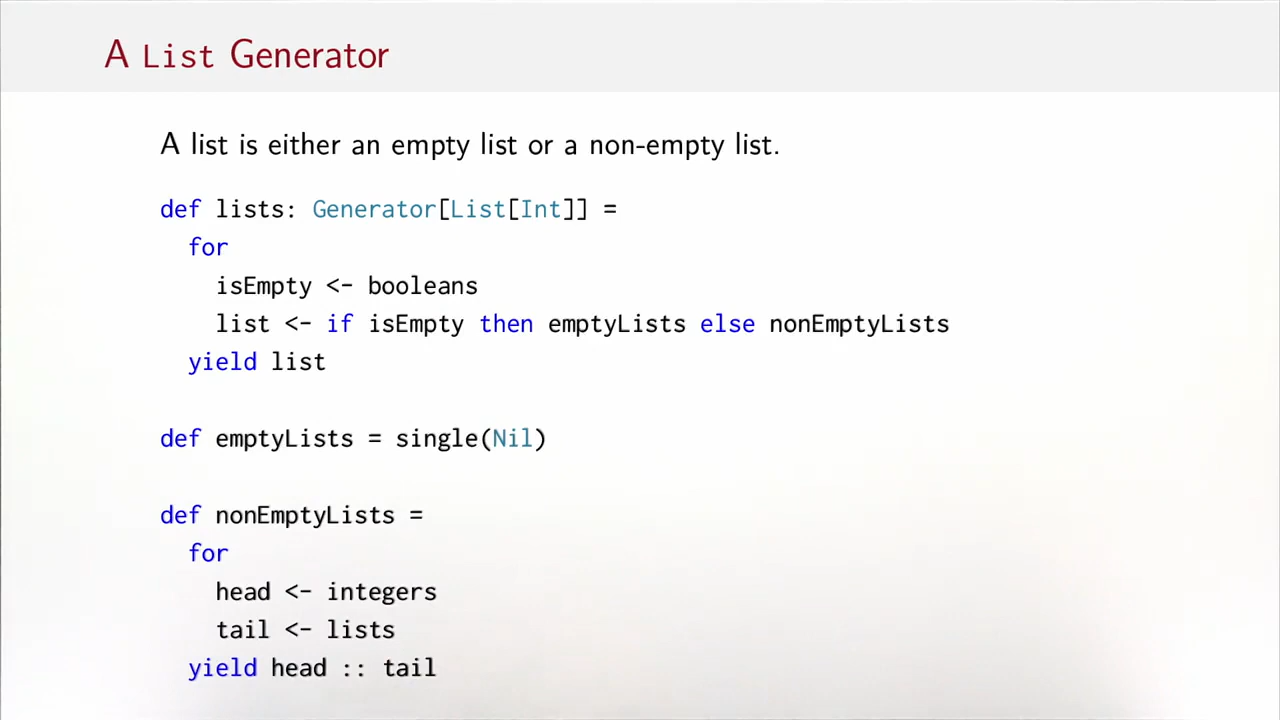 A List Generator
A list is either an empty list or a non-empty list.
def lists: Generator[List[Int]] =
  for
    isEmpty <- booleans
    list <- if isEmpty then emptyLists else nonEmptyLists
  yield list
def emptyLists = single(Nil)
def nonEmptyLists =
  for
    head <- integers
    tail <- lists
  yield head :: tail